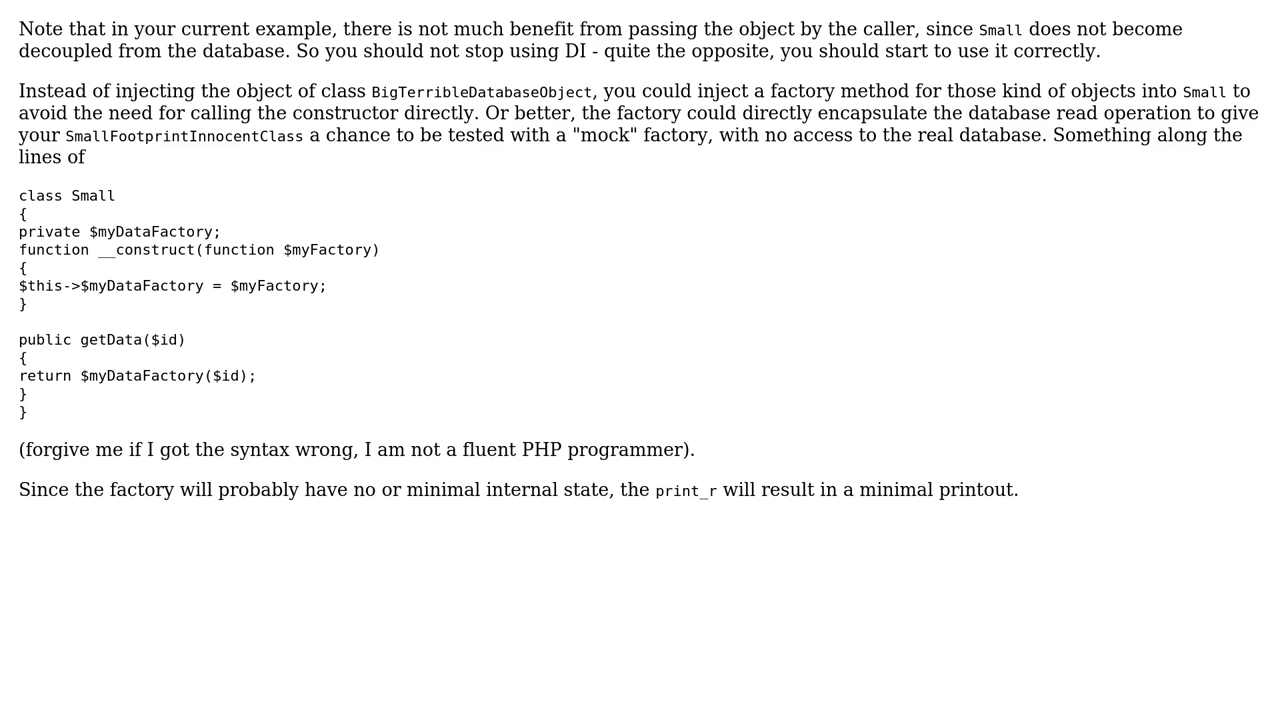 Note that in your current example, there is not much benefit from passing the object by the caller, since Small does not become
decoupled from the database. So you should not stop using DI - quite the opposite, you should start to use it correctly.
Instead of injecting the object of class BigTerribleDatabaseObject, you could inject a factory method for those kind of objects into Small to
avoid the need for calling the constructor directly. Or better, the factory could directly encapsulate the database read operation to give
your SmallFootprintInnocentClass a chance to be tested with a "mock" factory, with no access to the real database. Something along the
lines of
class Small
{
private $myDataFactory;
function __construct(function $myFactory)
{
$this->$myDataFactory = $myFactory;
}
public getData($id)
{
return $myDataFactory($id);
}
}
(forgive me if I got the syntax wrong, I am not a fluent PHP programmer).
Since the factory will probably have no or minimal internal state, the print_r will result in a minimal printout.